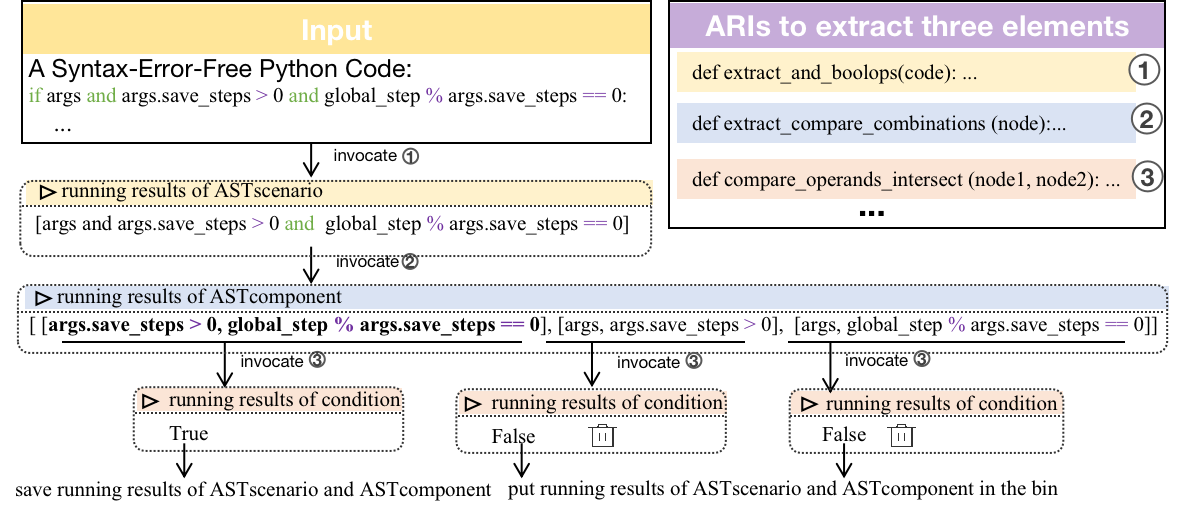 Input
A Syntax-Error-Free Python Code:
if args and args.save_steps > 0 and global_step % args.save_steps == 0:
...
ARIs to extract three elements
def extract_and_boolops(code): ... ①
def extract_compare_combinations (node):... ②
def compare_operands_intersect (node1, node2): ... ③
...
invocate ①
running results of ASTscenario
[args and args.save_steps > 0 and global_step % args.save_steps == 0]
invocate ②
running results of ASTcomponent
[ [args.save_steps > 0, global_step % args.save_steps == 0], [args, args.save_steps > 0], [args, global_step % args.save_steps == 0]]
invocate ③
invocate ③
invocate ③
running results of condition
True
running results of condition
False
running results of condition
False
save running results of ASTscenario and ASTcomponent
put running results of ASTscenario and ASTcomponent in the bin